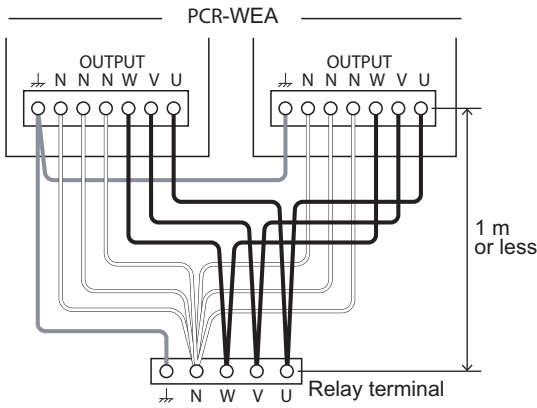 PCR-WEA
OUTPUT
N N N W V U
OUTPUT
N N N W V U
1 m
or less
N W V U
Relay terminal